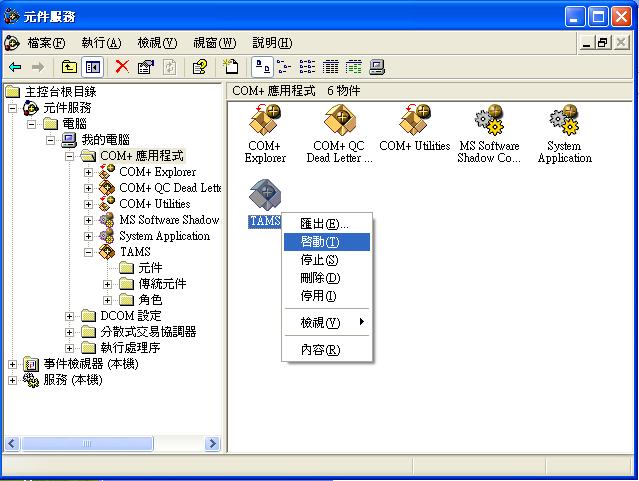 元件服務
檔案(F) 執行(A) 檢視(V) 視窗(W) 說明(H)
主控台根目錄
元件服務
電腦
我的電腦
COM+ 應用程式
COM+ Explorer
COM+ QC Dead Lette
COM+ Utilities
MS Software Shadow
System Application
TAMS
元件
傳統元件
角色
DCOM 設定
分散式交易協調器
執行處理序
事件檢視器 (本機)
服務 (本機)
COM+ 應用程式 6 物件
COM+ Explorer
COM+ QC Dead Letter ...
COM+ Utilities
MS Software Shadow Co...
System Application
TAMS
匯出(E)...
啓動(T)
停止(S)
刪除(D)
停用(I)
檢視(V)
內容(R)